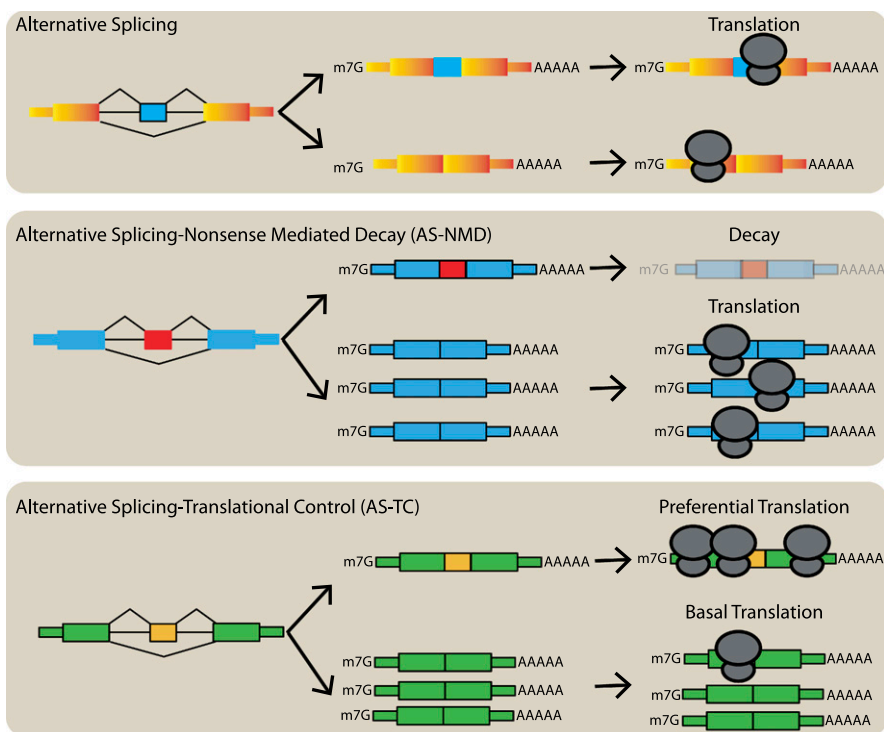 Alternative Splicing
Translation
m7G AAAAA m7G AAAAA
m7G AAAAA m7G AAAAA
Alternative Splicing-Nonsense Mediated Decay (AS-NMD)
Decay
m7G AAAAA m7G AAAAA
Translation
m7G AAAAA m7G AAAAA
m7G AAAAA m7G AAAAA
m7G AAAAA m7G AAAAA
Alternative Splicing-Translational Control (AS-TC)
Preferential Translation
m7G AAAAA m7G AAAAA
Basal Translation
m7G AAAAA m7G AAAAA
m7G AAAAA m7G AAAAA
m7G AAAAA m7G AAAAA